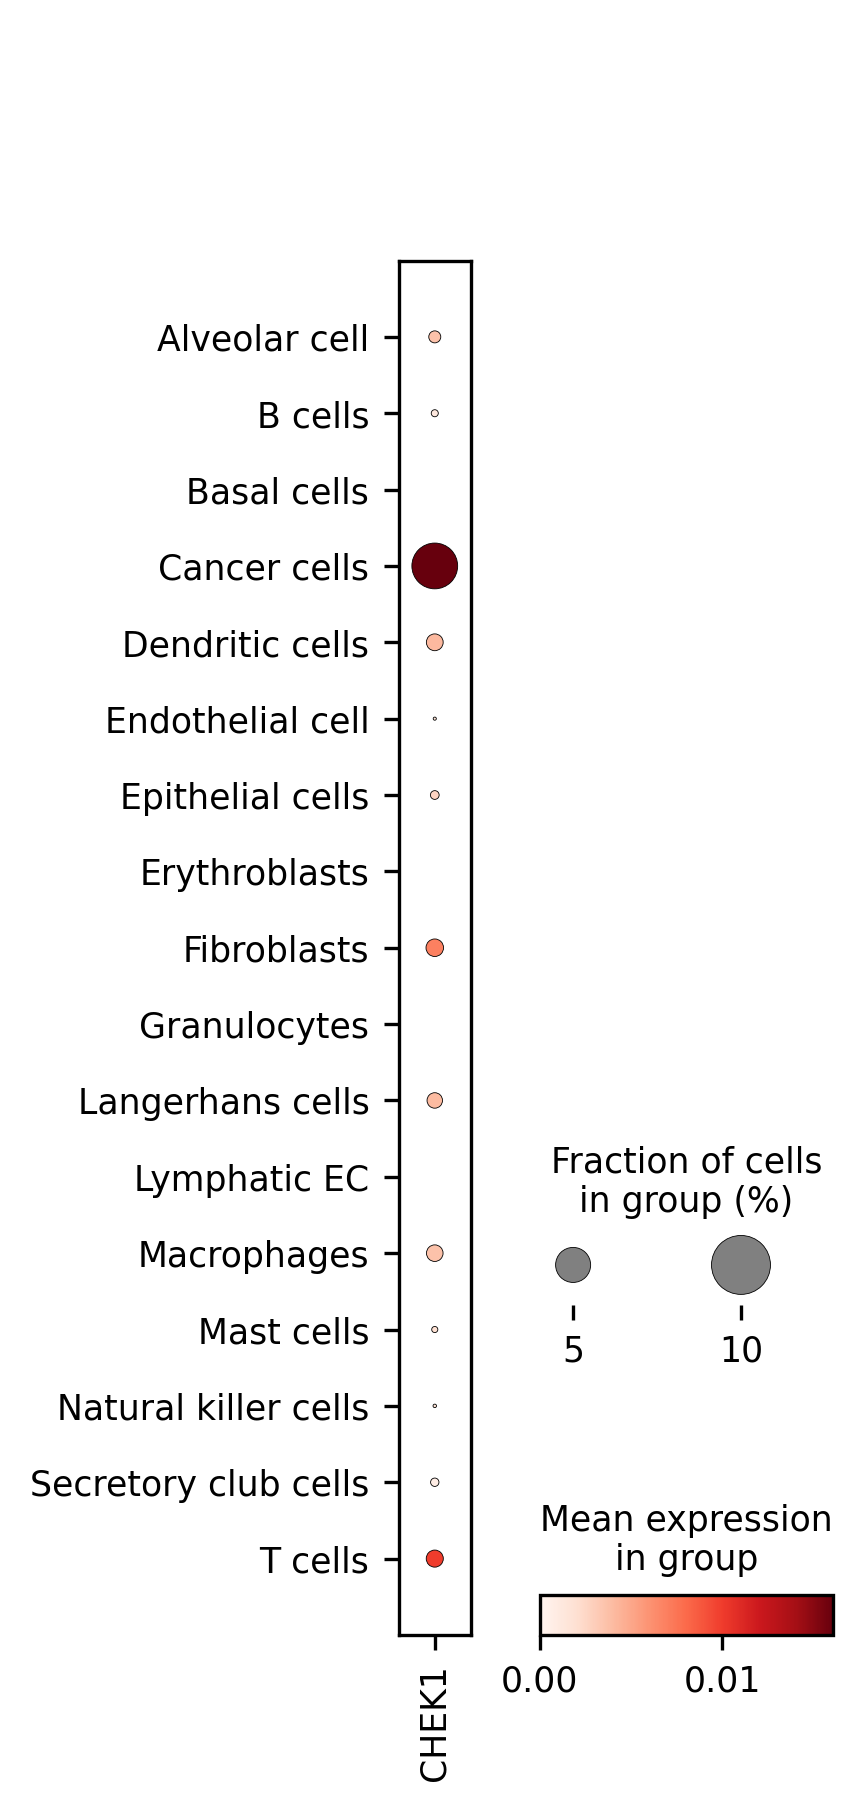 Alveolar cell
B cells
Basal cells
Cancer cells
Dendritic cells
Endothelial cell
Epithelial cells
Erythroblasts
Fibroblasts
Granulocytes
Langerhans cells
Lymphatic EC
Macrophages
Mast cells
Natural killer cells
Secretory club cells
T cells
CHEK1
Fraction of cells
in group (%)
5 10
Mean expression
in group
0.00 0.01